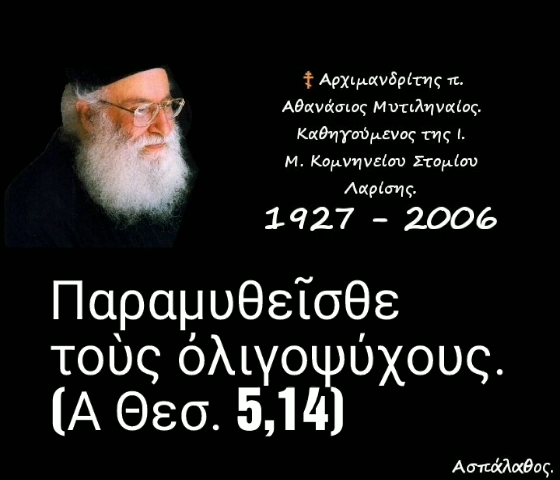 ☦ Αρχιμανδρίτης π.
Αθανάσιος Μυτιληναίος.
Καθηγούμενος της Ι.
Μ. Κομνηνείου Στομίου
Λαρίσης.
1927 - 2006
Παραμυθεῖσθε
τοὺς ὀλιγοψύχους.
(Α Θεσ. 5,14)
Ασπάλαθος.